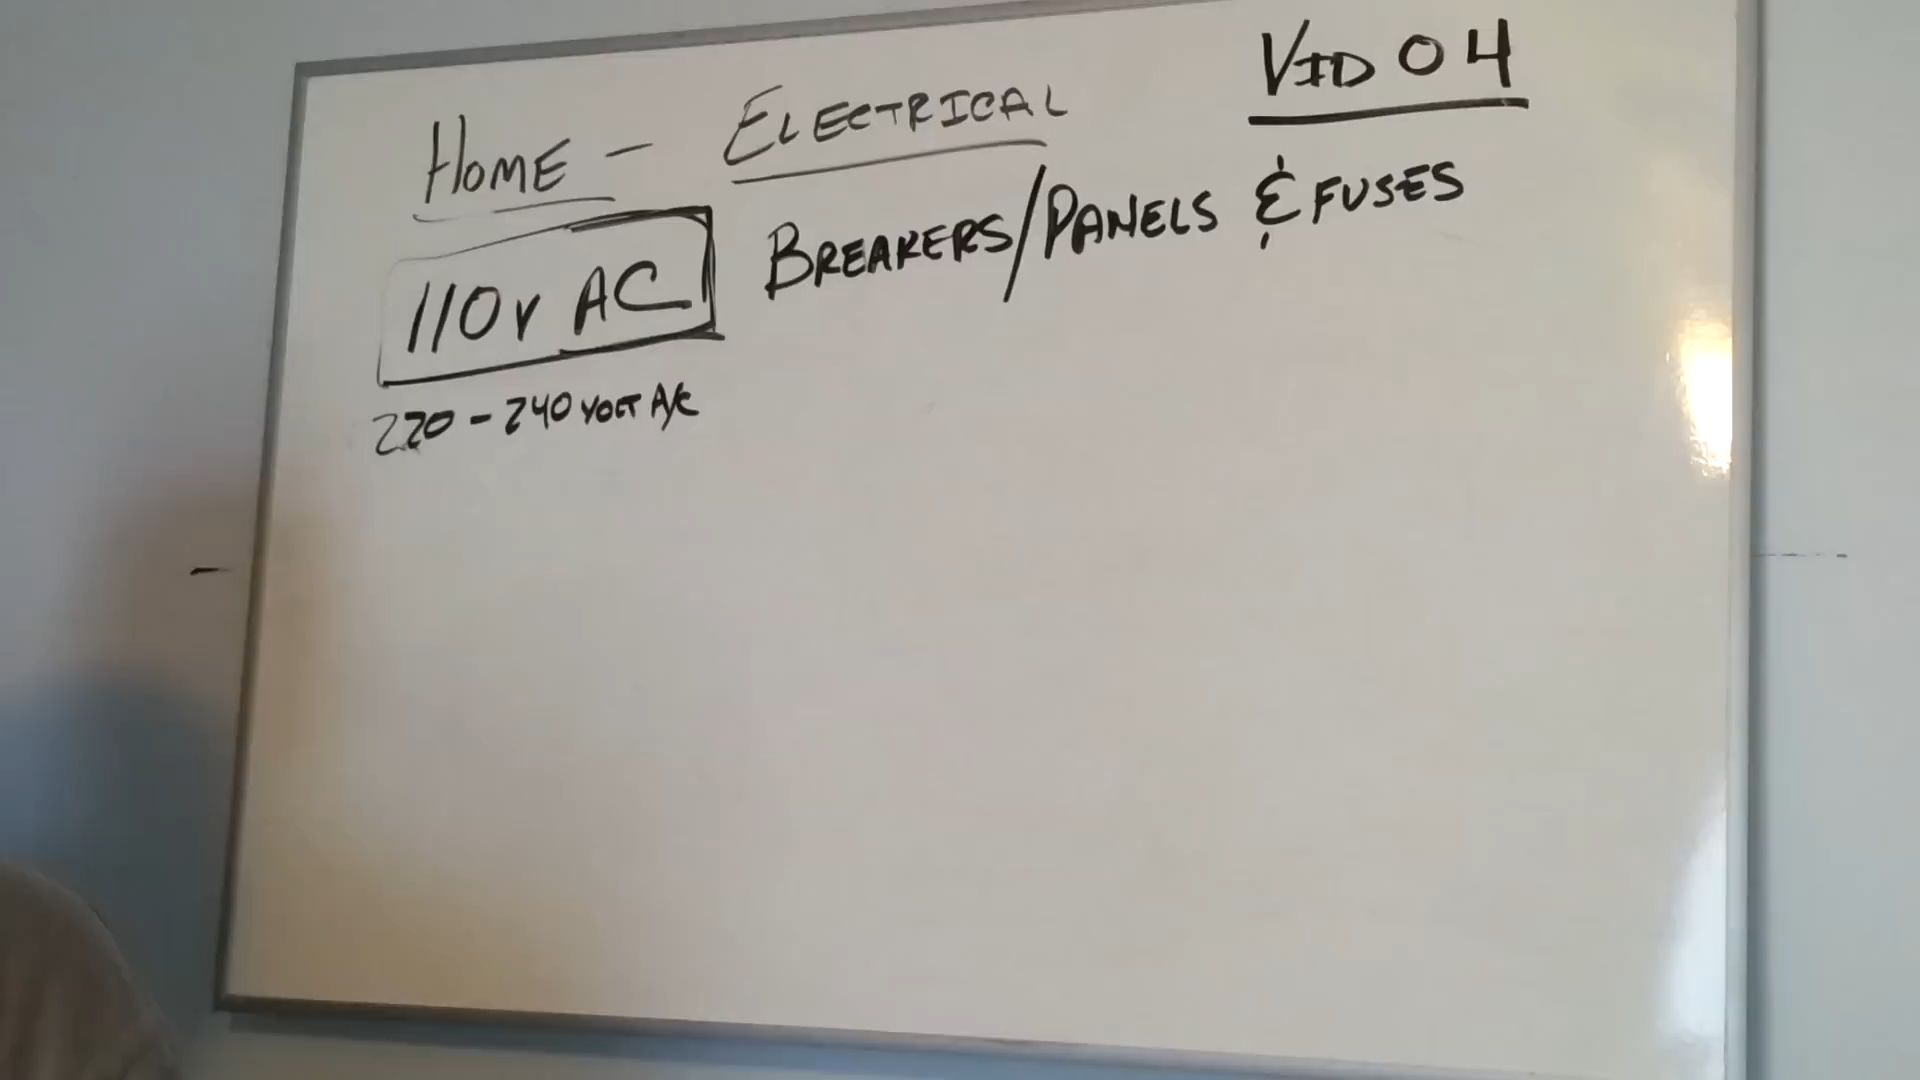 VID 04
HOME - ELECTRICAL
BREAKERS/PANELS & FUSES
110V AC
220 - 240 VOLT A/C